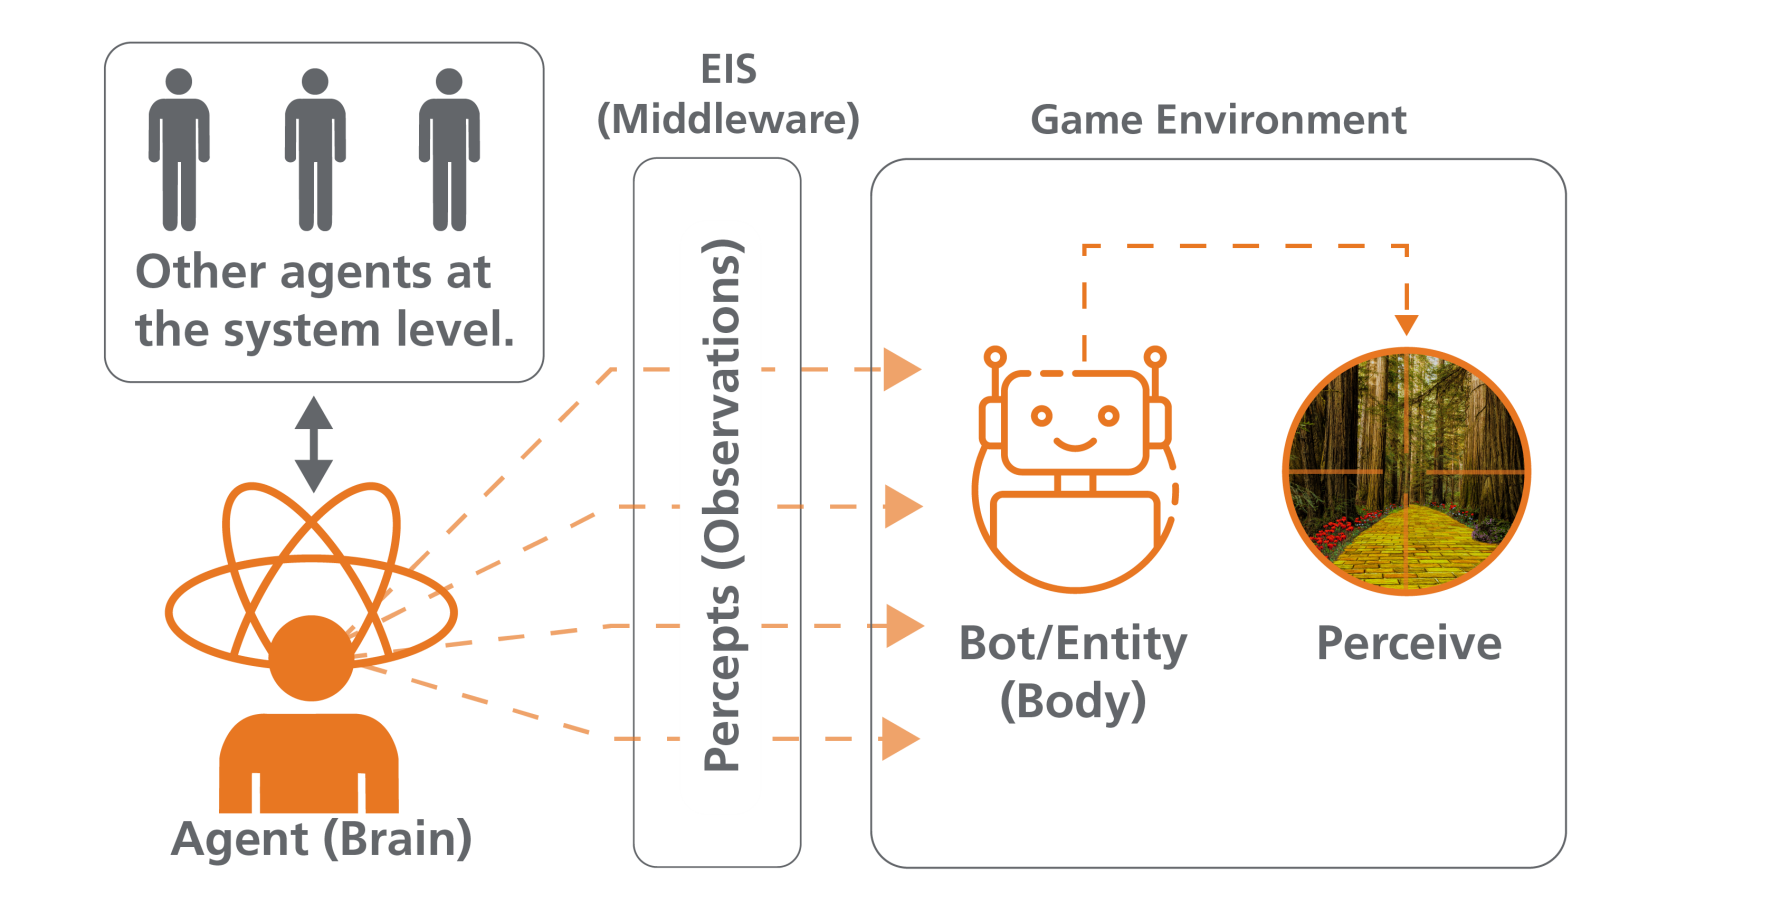 Other agents at
the system level.
Agent (Brain)
EIS
(Middleware)
Percepts (Observations)
Game Environment
Bot/Entity
(Body)
Perceive